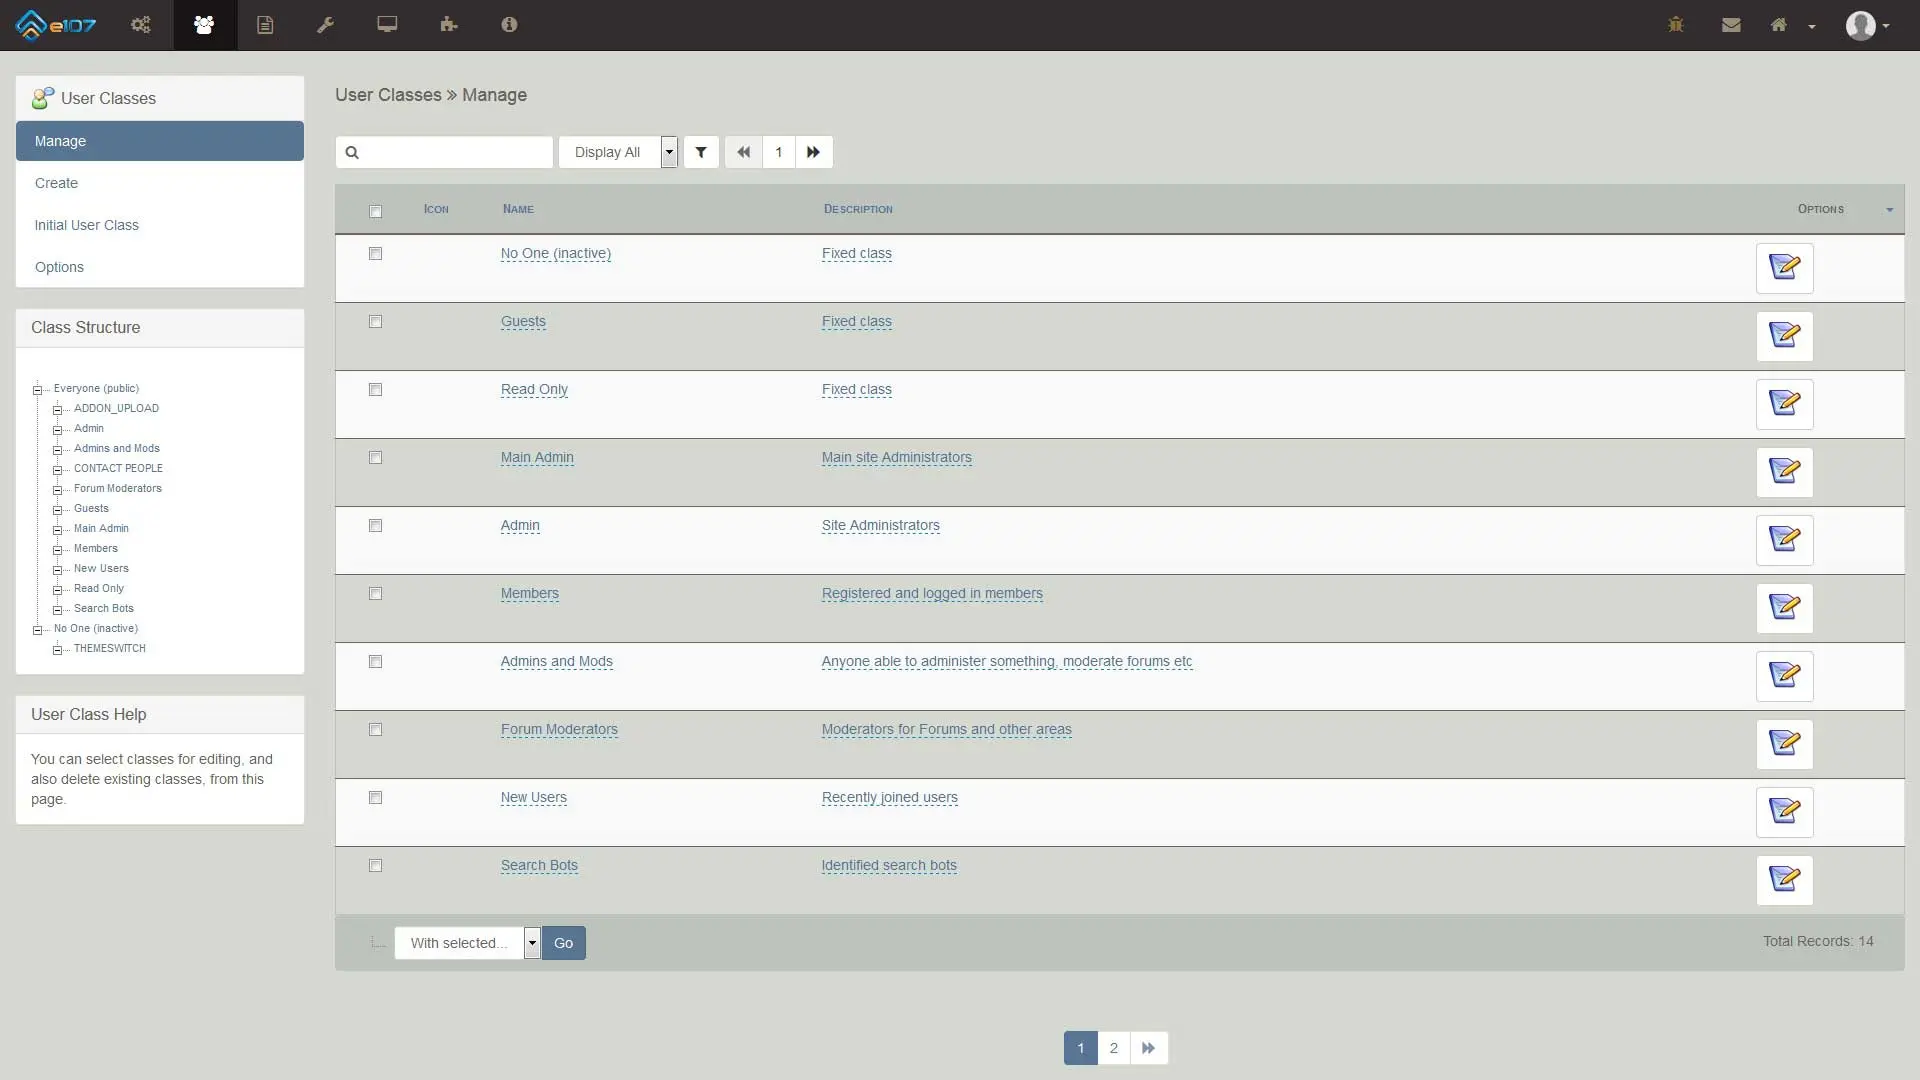 e107
User Classes
Manage
Create
Initial User Class
Options
Class Structure
Everyone (public)
ADDON_UPLOAD
Admin
Admins and Mods
CONTACT PEOPLE
Forum Moderators
Guests
Main Admin
Members
New Users
Read Only
Search Bots
No One (inactive)
THEMESWITCH
User Class Help
You can select classes for editing, and
also delete existing classes, from this
page.
User Classes » Manage
Display All 1
Icon Name Description Options
No One (inactive) Fixed class
Guests Fixed class
Read Only Fixed class
Main Admin Main site Administrators
Admin Site Administrators
Members Registered and logged in members
Admins and Mods Anyone able to administer something, moderate forums etc
Forum Moderators Moderators for Forums and other areas
New Users Recently joined users
Search Bots Identified search bots
With selected... Go Total Records: 14
1 2